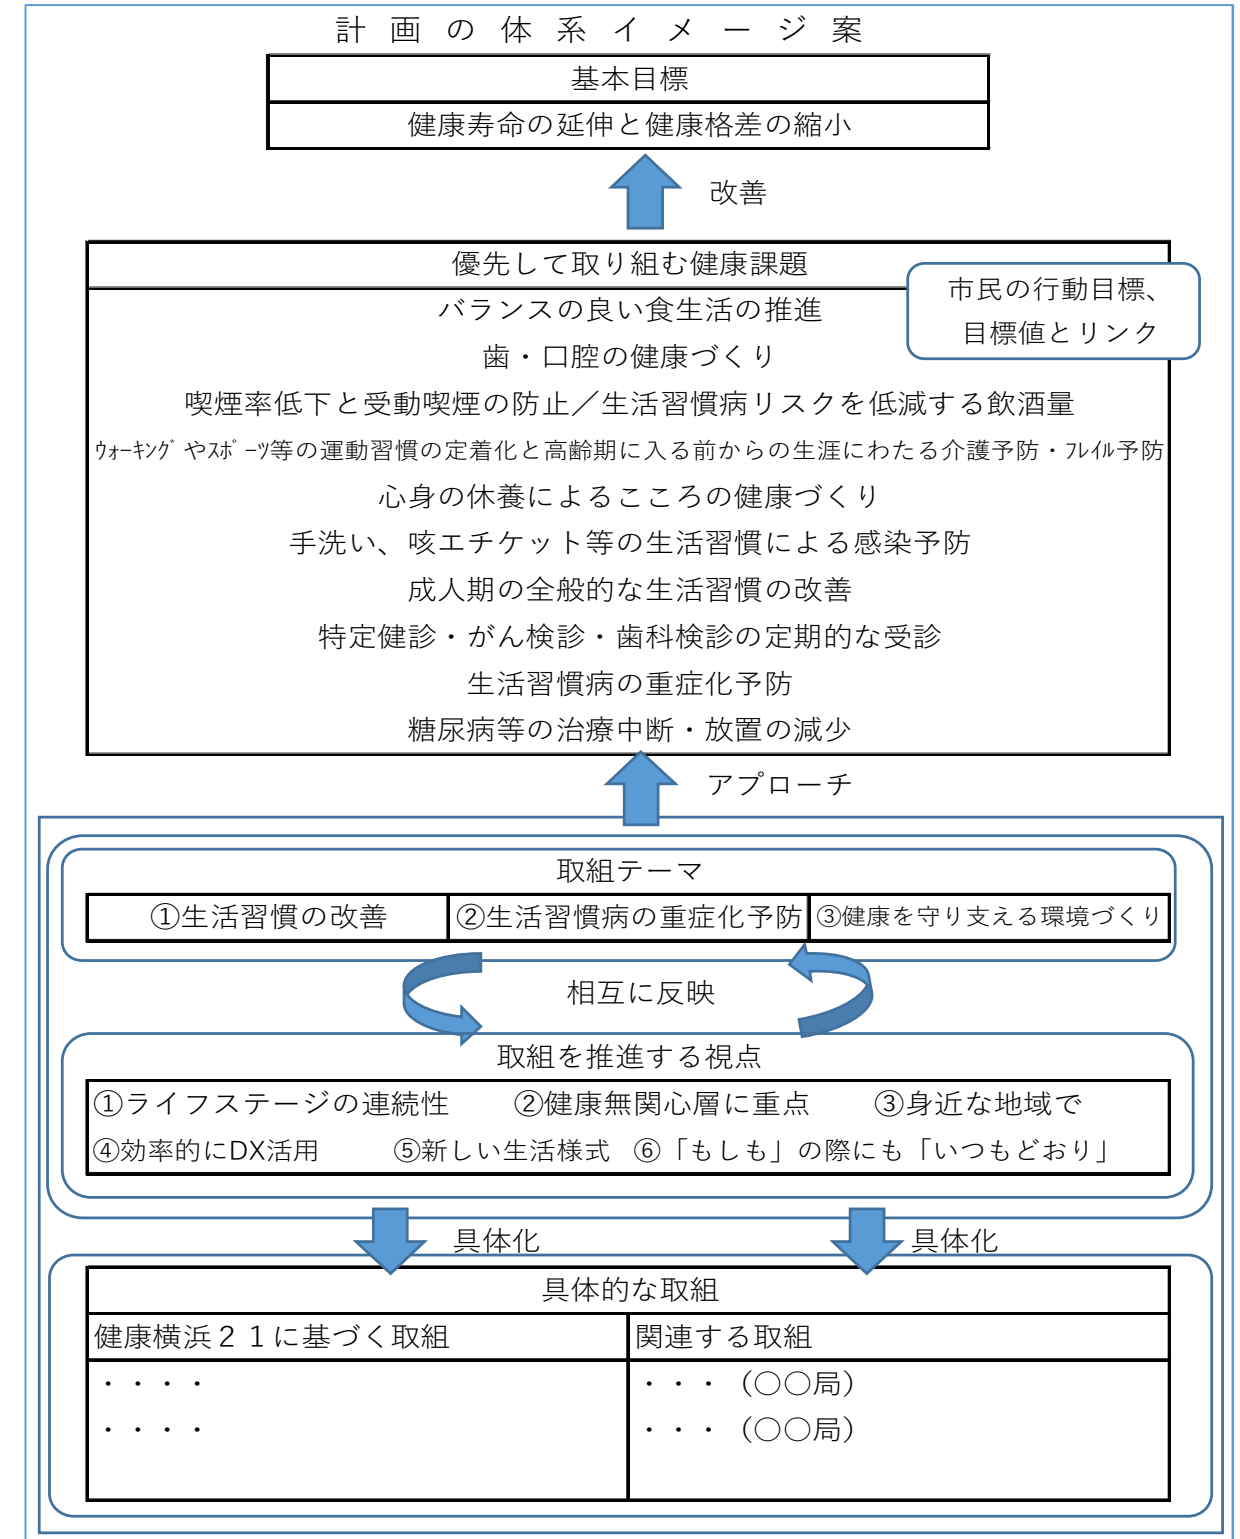 計画の体系イメージ案
基本目標
健康寿命の延伸と健康格差の縮小
改善
優先して取り組む健康課題
市民の行動目標、
目標値とリンク
バランスの良い食生活の推進
歯・口腔の健康づくり
喫煙率低下と受動喫煙の防止／生活習慣病リスクを低減する飲酒量
ｳｫｰｷﾝｸﾞやｽﾎﾟｰﾂ等の運動習慣の定着化と高齢期に入る前からの生涯にわたる介護予防・ﾌﾚｲﾙ予防
心身の休養によるこころの健康づくり
手洗い、咳エチケット等の生活習慣による感染予防
成人期の全般的な生活習慣の改善
特定健診・がん検診・歯科検診の定期的な受診
生活習慣病の重症化予防
糖尿病等の治療中断・放置の減少
アプローチ
取組テーマ
①生活習慣の改善 ②生活習慣病の重症化予防 ③健康を守り支える環境づくり
相互に反映
取組を推進する視点
①ライフステージの連続性 ②健康無関心層に重点 ③身近な地域で
④効率的にDX活用 ⑤新しい生活様式 ⑥「もしも」の際にも「いつもどおり」
具体化 具体化
具体的な取組
健康横浜２１に基づく取組 関連する取組
・・・・ ・・・（○○局）
・・・・ ・・・（○○局）